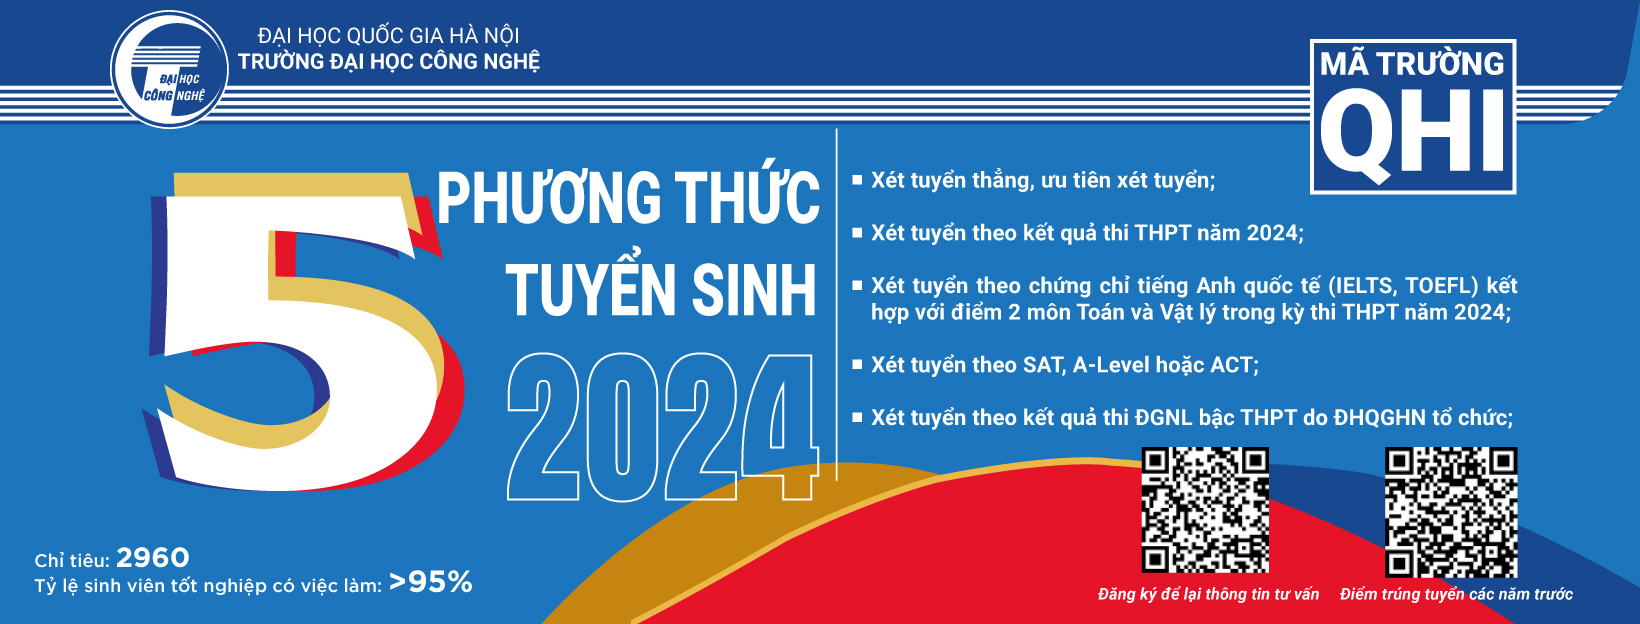 ĐẠI HỌC QUỐC GIA HÀ NỘI
TRƯỜNG ĐẠI HỌC CÔNG NGHỆ
ĐẠI HỌC
CÔNG NGHỆ
MÃ TRƯỜNG
QHI
5
PHƯƠNG THỨC
TUYỂN SINH
2024
Xét tuyển thẳng, ưu tiên xét tuyển;
Xét tuyển theo kết quả thi THPT năm 2024;
Xét tuyển theo chứng chỉ tiếng Anh quốc tế (IELTS, TOEFL) kết
hợp với điểm 2 môn Toán và Vật lý trong kỳ thi THPT năm 2024;
Xét tuyển theo SAT, A-Level hoặc ACT;
Xét tuyển theo kết quả thi ĐGNL bậc THPT do ĐHQGHN tổ chức;
Chỉ tiêu: 2960
Tỷ lệ sinh viên tốt nghiệp có việc làm: >95%
Đăng ký để lại thông tin tư vấn
Điểm trúng tuyển các năm trước